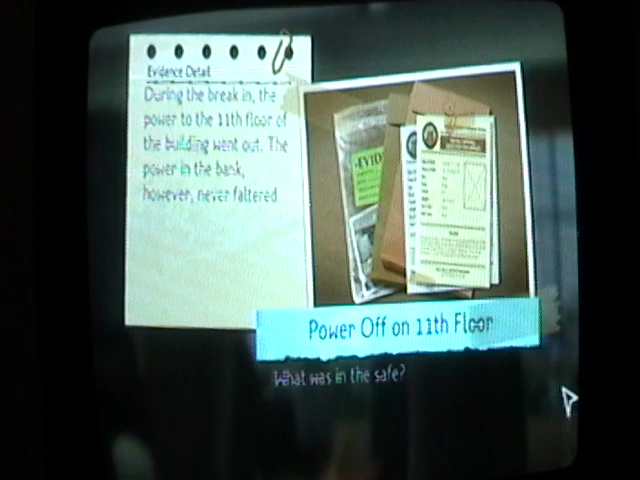 Evidence Detail
During the break in, the
power to the 11th floor of
the building went out. The
power in the bank,
however, never faltered
Power Off on 11th Floor
What was in the safe?